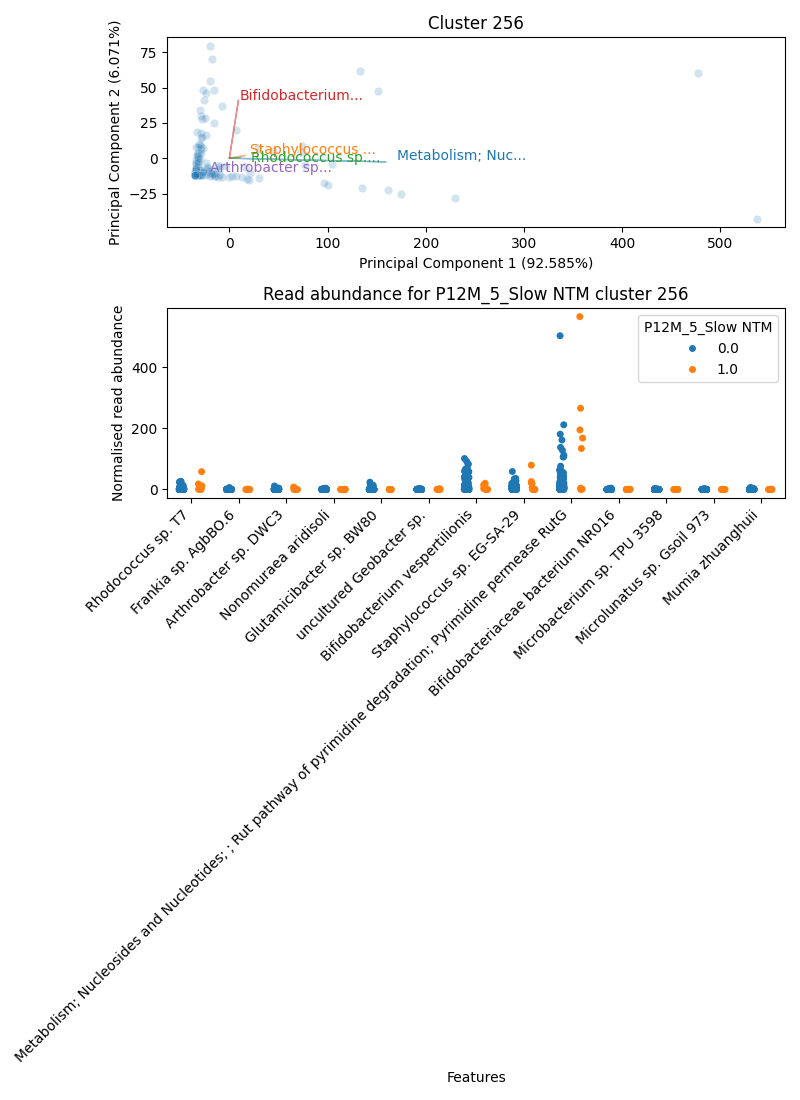 Cluster 256
Principal Component 2 (6.071%)
75
50
25
0
−25
Bifidobacterium...
Staphylococcus ...
Rhodococcus sp....
Metabolism; Nuc...
Arthrobacter sp...
0
100
200
300
400
500
Principal Component 1 (92.585%)
Read abundance for P12M_5_Slow NTM cluster 256
Normalised read abundance
400
200
0
P12M_5_Slow NTM
0.0
1.0
Rhodococcus sp. T7
Frankia sp. AgbBO.6
Arthrobacter sp. DWC3
Nonomuraea aridisoli
Glutamicibacter sp. BW80
uncultured Geobacter sp.
Bifidobacterium vespertilionis
Staphylococcus sp. EG-SA-29
Metabolism; Nucleosides and Nucleotides; ; Rut pathway of pyrimidine degradation; Pyrimidine permease RutG
Bifidobacteriaceae bacterium NR016
Microbacterium sp. TPU 3598
Microlunatus sp. Gsoil 973
Mumia zhuanghuii
Features